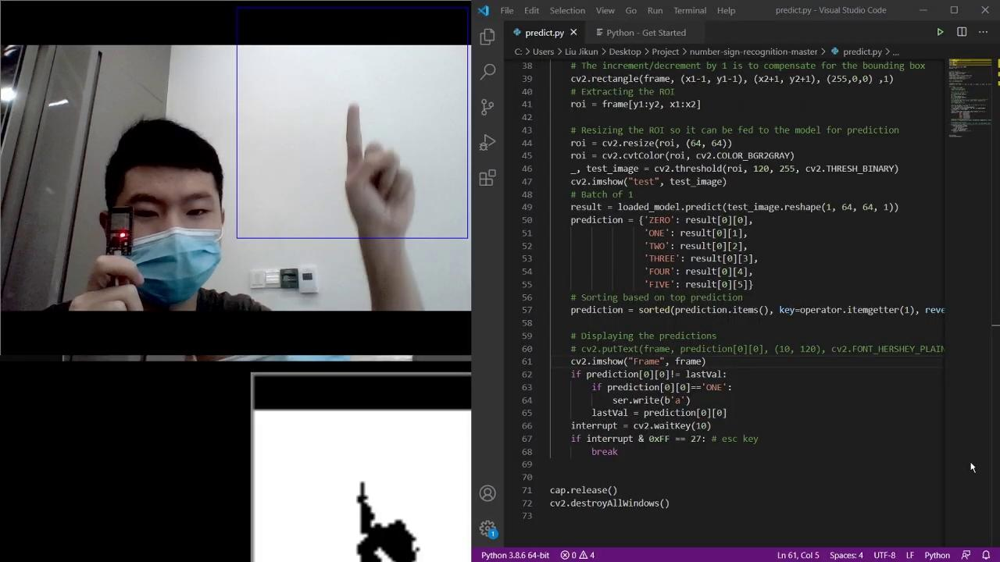 File Edit Selection View Go Run Terminal Help predict.py - Visual Studio Code
predict.py Python - Get Started
C: > Users > Liu Jikun > Desktop > Project > number-sign-recognition-master > predict.py > ...
38 # The increment/decrement by 1 is to compensate for the bounding box
39 cv2.rectangle(frame, (x1-1, y1-1), (x2+1, y2+1), (255,0,0) ,1)
40 # Extracting the ROI
41 roi = frame[y1:y2, x1:x2]
42
43 # Resizing the ROI so it can be fed to the model for prediction
44 roi = cv2.resize(roi, (64, 64))
45 roi = cv2.cvtColor(roi, cv2.COLOR_BGR2GRAY)
46 _, test_image = cv2.threshold(roi, 120, 255, cv2.THRESH_BINARY)
47 cv2.imshow("test", test_image)
48 # Batch of 1
49 result = loaded_model.predict(test_image.reshape(1, 64, 64, 1))
50 prediction = {'ZERO': result[0][0],
51 'ONE': result[0][1],
52 'TWO': result[0][2],
53 'THREE': result[0][3],
54 'FOUR': result[0][4],
55 'FIVE': result[0][5]}
56 # Sorting based on top prediction
57 prediction = sorted(prediction.items(), key=operator.itemgetter(1), reve
58
59 # Displaying the predictions
60 # cv2.putText(frame, prediction[0][0], (10, 120), cv2.FONT_HERSHEY_PLAIN
61 cv2.imshow("Frame", frame)
62 if prediction[0][0]!= lastVal:
63 if prediction[0][0]=='ONE':
64 ser.write(b'a')
65 lastVal = prediction[0][0]
66 interrupt = cv2.waitKey(10)
67 if interrupt & 0xFF == 27: # esc key
68 break
69
70
71 cap.release()
72 cv2.destroyAllWindows()
73
1
Python 3.8.6 64-bit 0 4 Ln 61, Col 5 Spaces: 4 UTF-8 LF Python